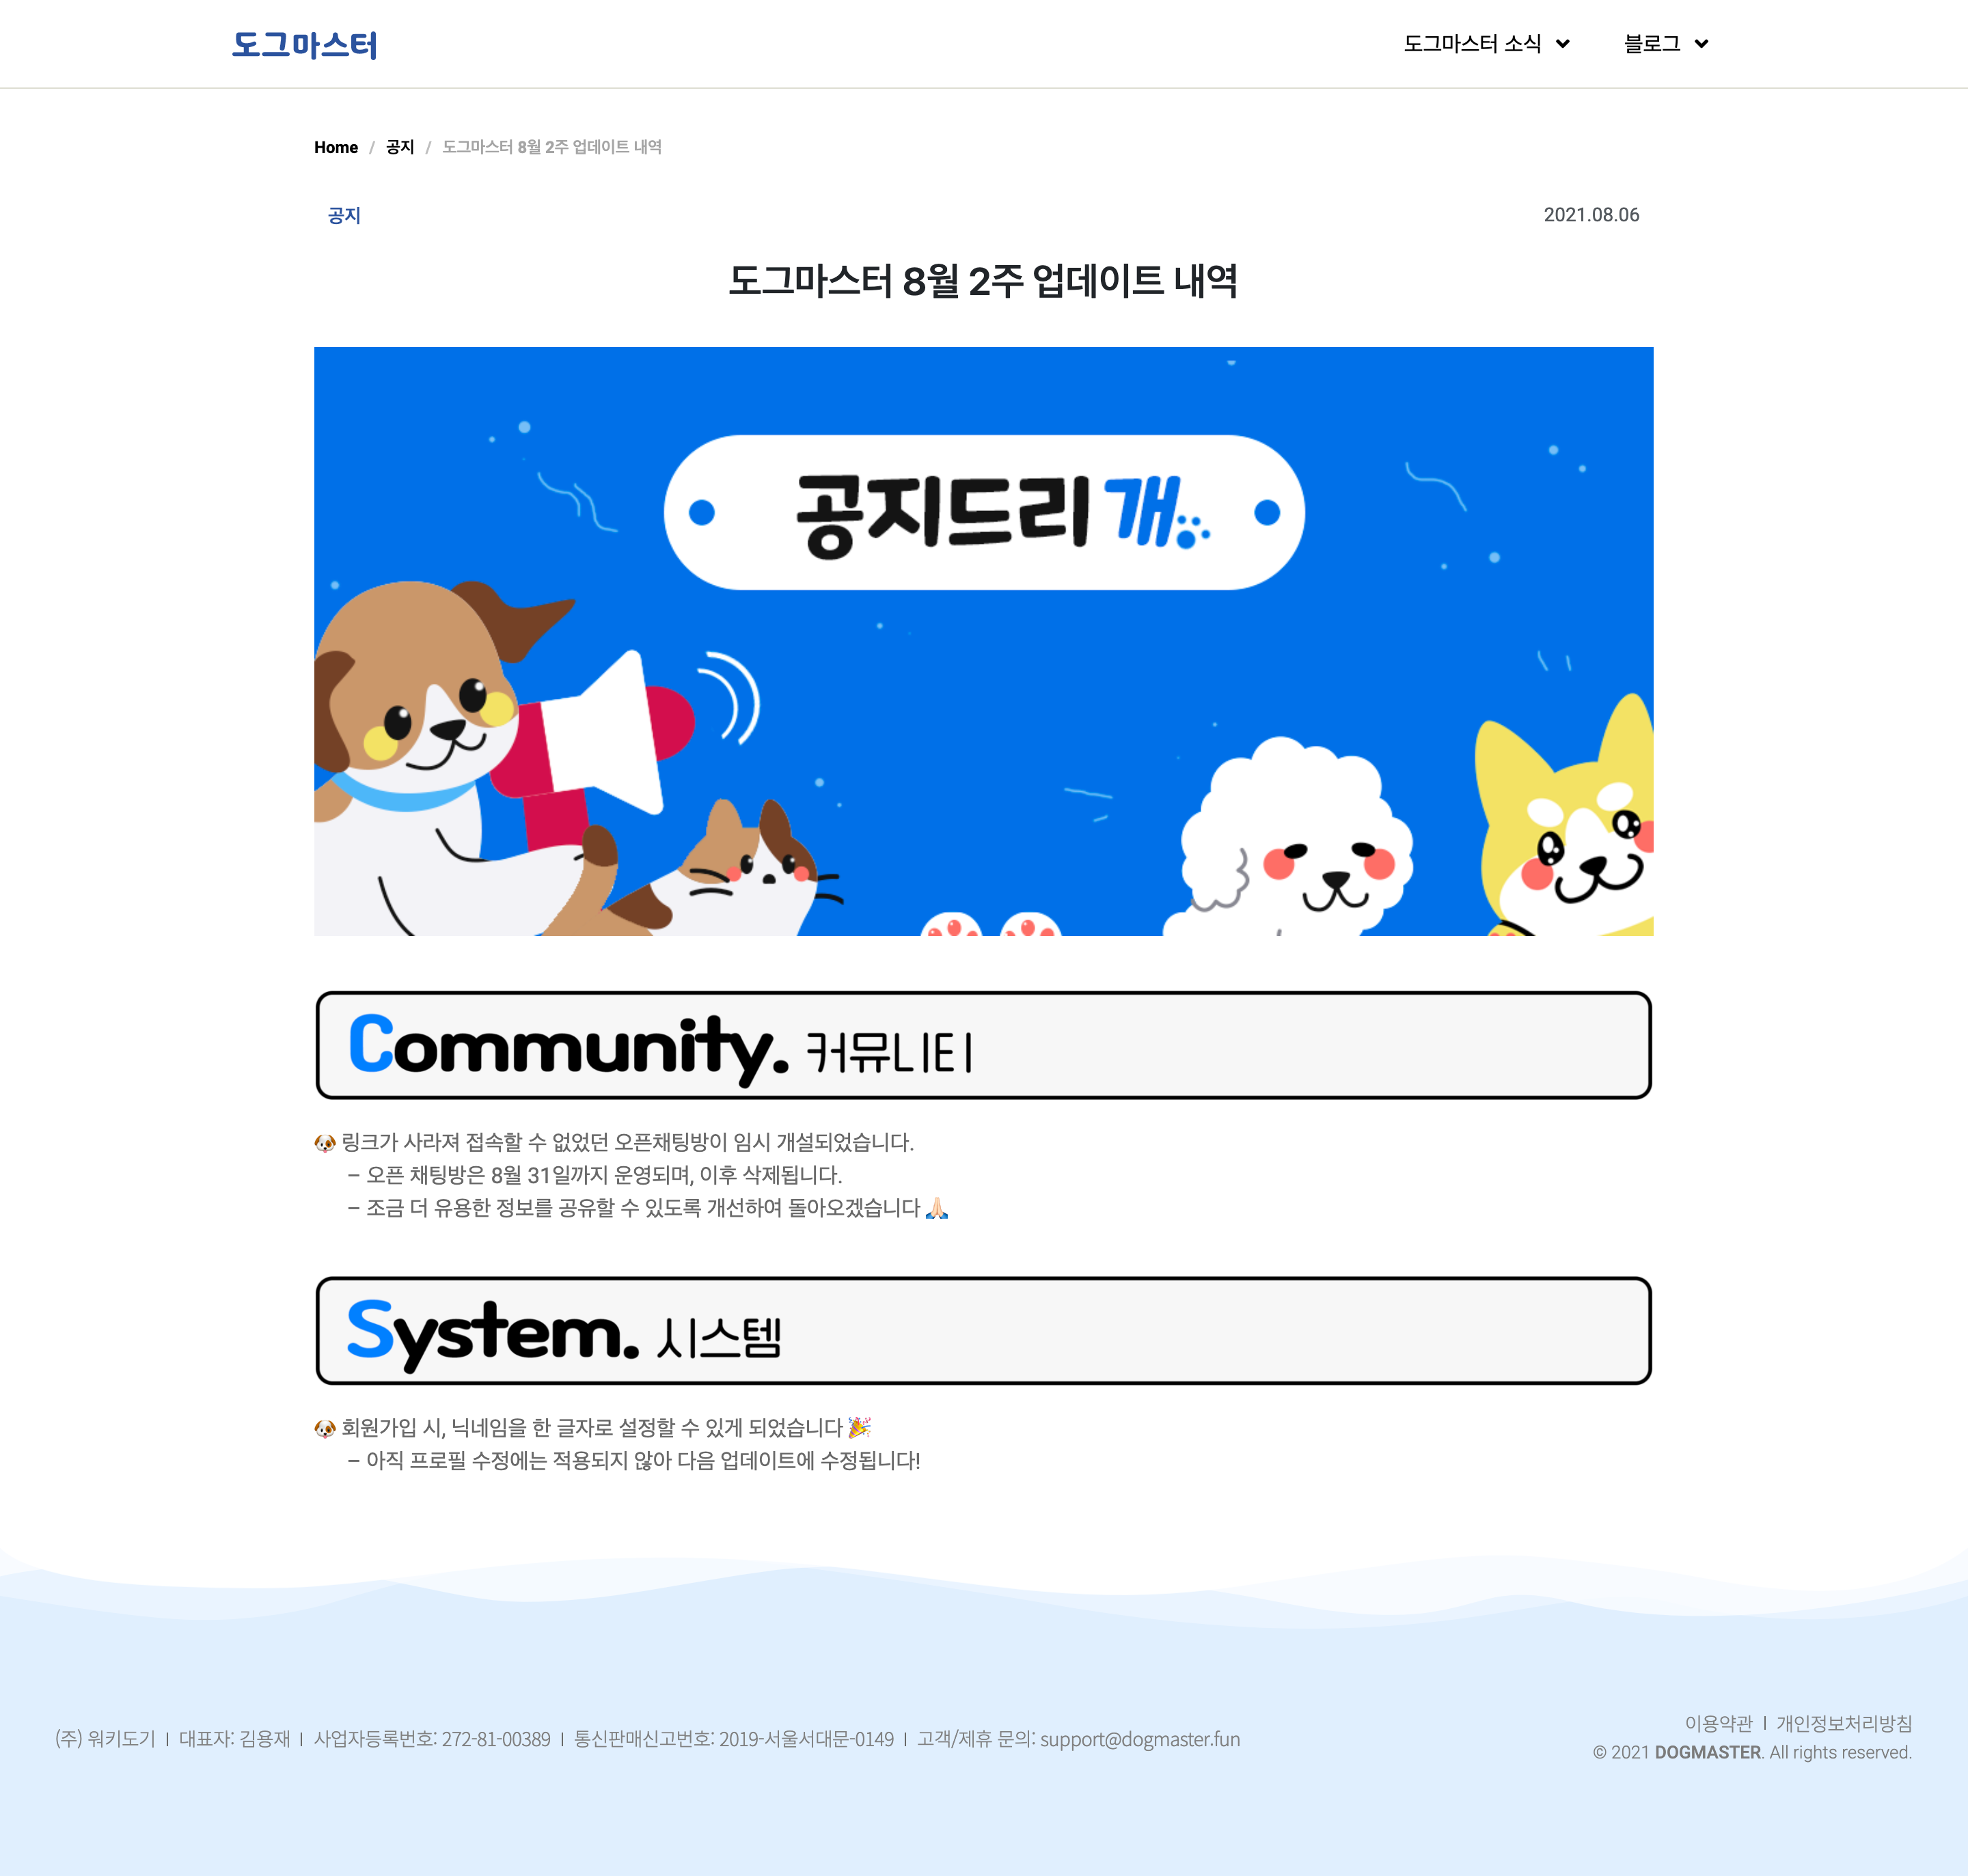 도그마스터
도그마스터 소식
블로그
Home / 공지 / 도그마스터 8월 2주 업데이트 내역
공지
2021.08.06
도그마스터 8월 2주 업데이트 내역
공지드리개
Community. 커뮤니티
🐶 링크가 사라져 접속할 수 없었던 오픈채팅방이 임시 개설되었습니다.
– 오픈 채팅방은 8월 31일까지 운영되며, 이후 삭제됩니다.
– 조금 더 유용한 정보를 공유할 수 있도록 개선하여 돌아오겠습니다 🙏🏻
System. 시스템
🐶 회원가입 시, 닉네임을 한 글자로 설정할 수 있게 되었습니다 🎉
– 아직 프로필 수정에는 적용되지 않아 다음 업데이트에 수정됩니다!
(주) 워키도기 | 대표자: 김용재 | 사업자등록번호: 272-81-00389 | 통신판매신고번호: 2019-서울서대문-0149 | 고객/제휴 문의: support@dogmaster.fun
이용약관 | 개인정보처리방침
© 2021 DOGMASTER. All rights reserved.